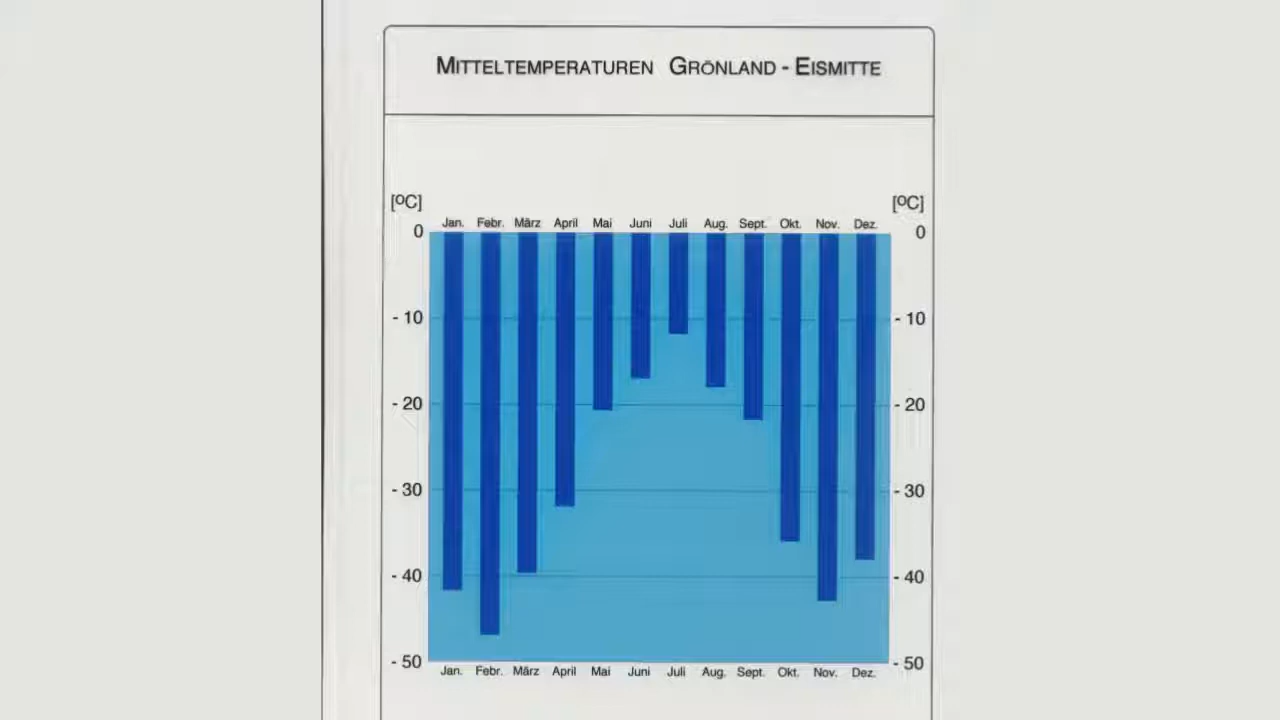 MITTELTEMPERATUREN GRÖNLAND - EISMITTE
[ºC] [ºC]
Jan. Febr. März April Mai Juni Juli Aug. Sept. Okt. Nov. Dez.
0 0
- 10 - 10
- 20 - 20
- 30 - 30
- 40 - 40
- 50 - 50
Jan. Febr. März April Mai Juni Juli Aug. Sept. Okt. Nov. Dez.